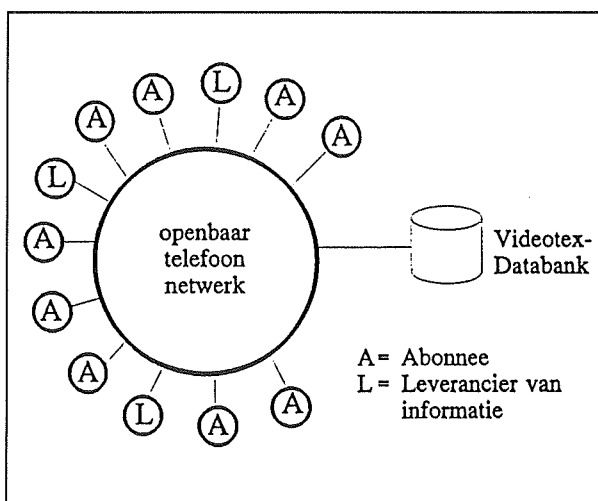 L
A
A
A
A
L
A
A
A
L
A
A
openbaar
telefoon
netwerk
Videotex-
Databank
A= Abonnee
L= Leverancier van
informatie